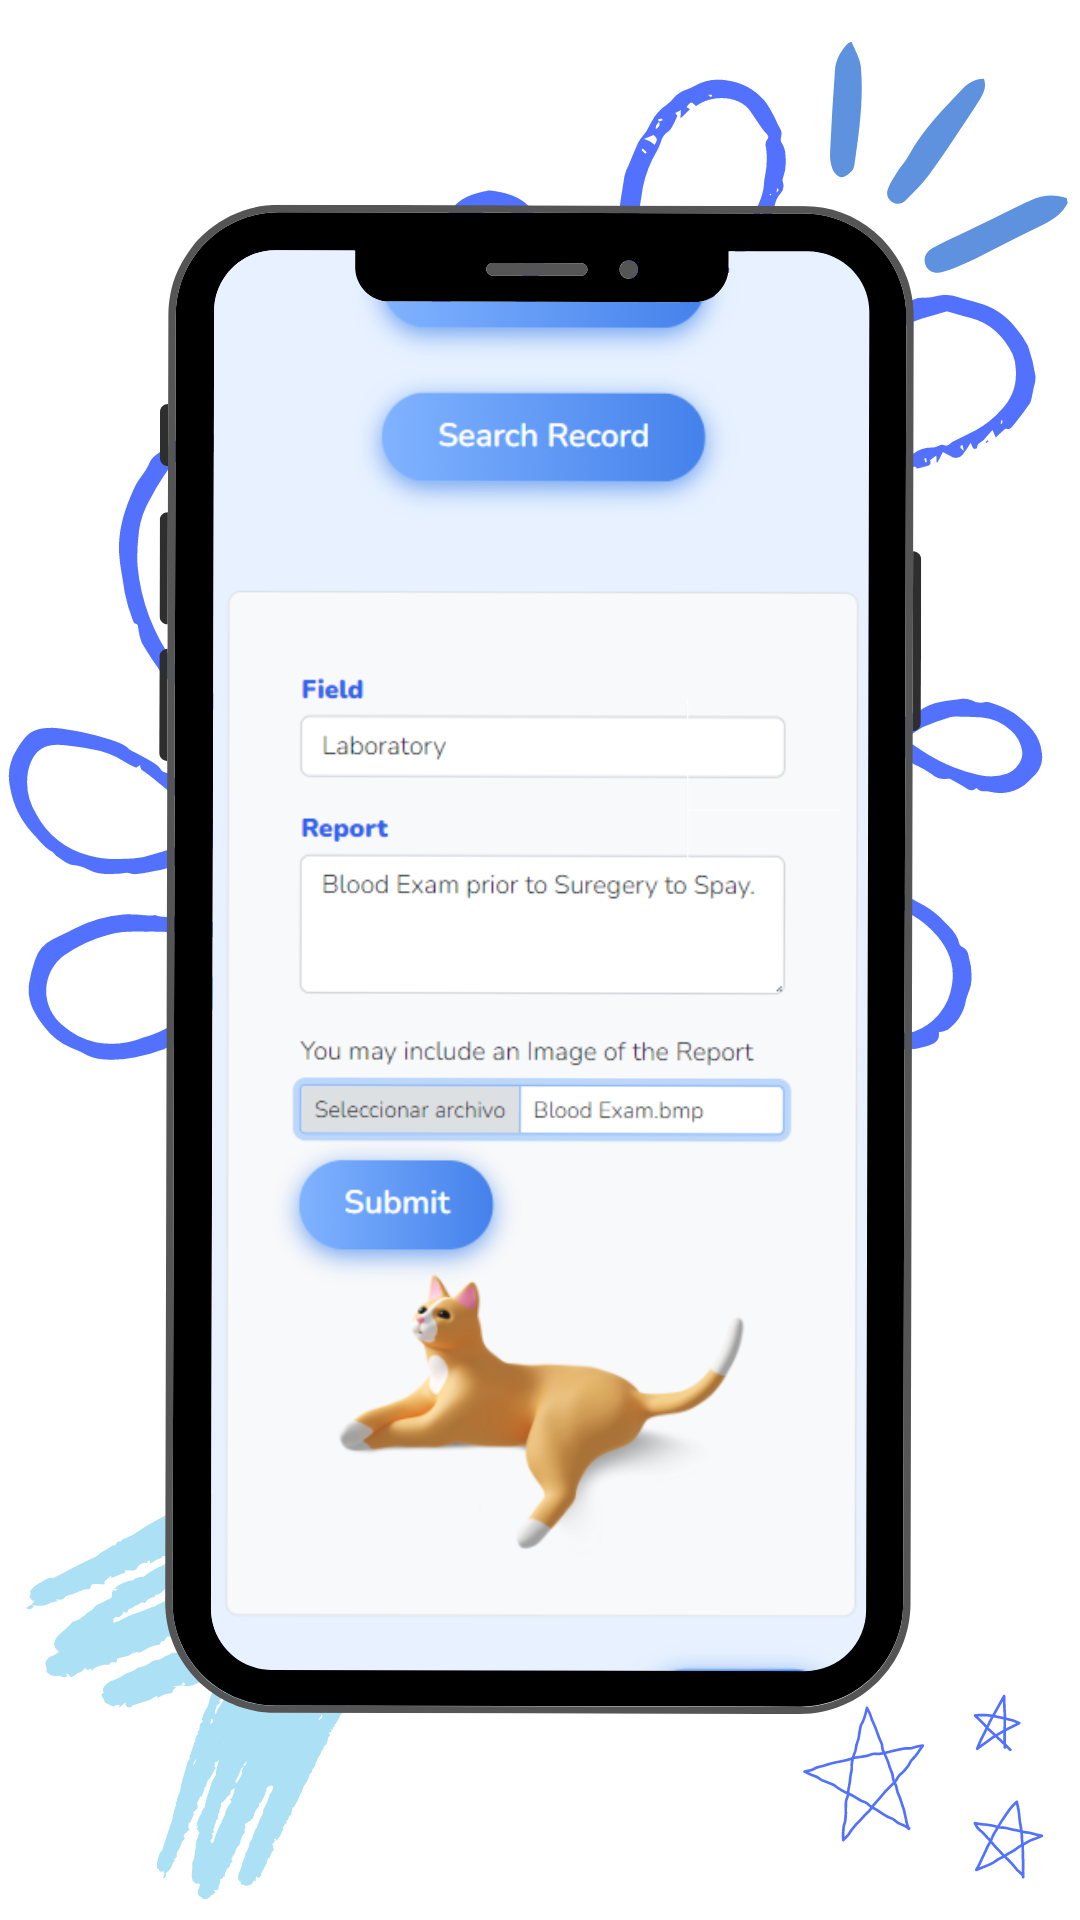 Search Record
Field
Laboratory
Report
Blood Exam prior to Suregery to Spay.
You may include an Image of the Report
Seleccionar archivo Blood Exam.bmp
Submit